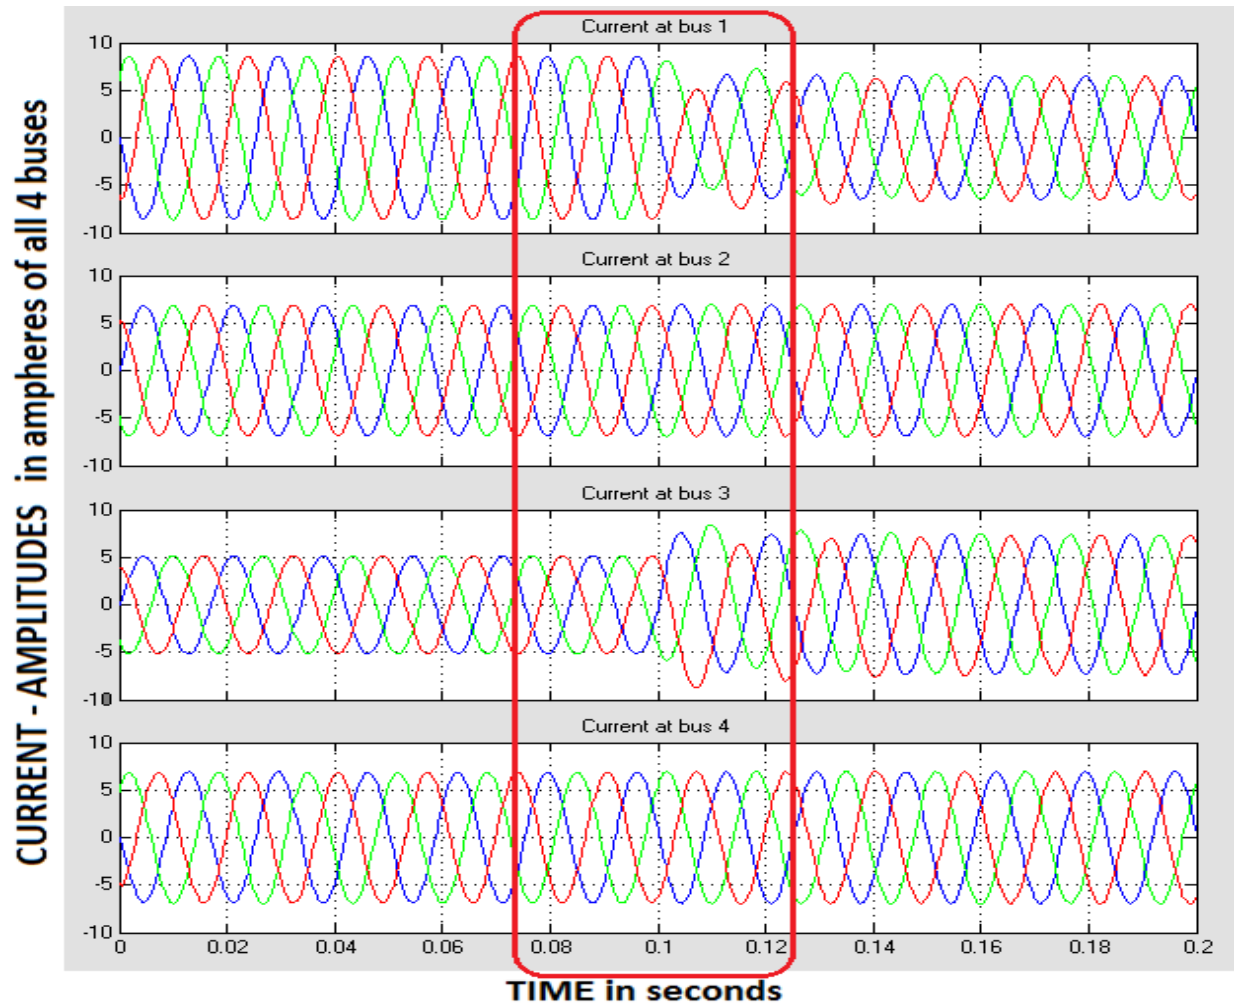 CURRENT - AMPLITUDES in ampheres of all 4 buses
Current at bus 1
10
5
0
-5
-10
Current at bus 2
10
5
0
-5
-10
Current at bus 3
10
5
0
-5
-10
Current at bus 4
10
5
0
-5
-10
0 0.02 0.04 0.06 0.08 0.1 0.12 0.14 0.16 0.18 0.2
TIME in seconds